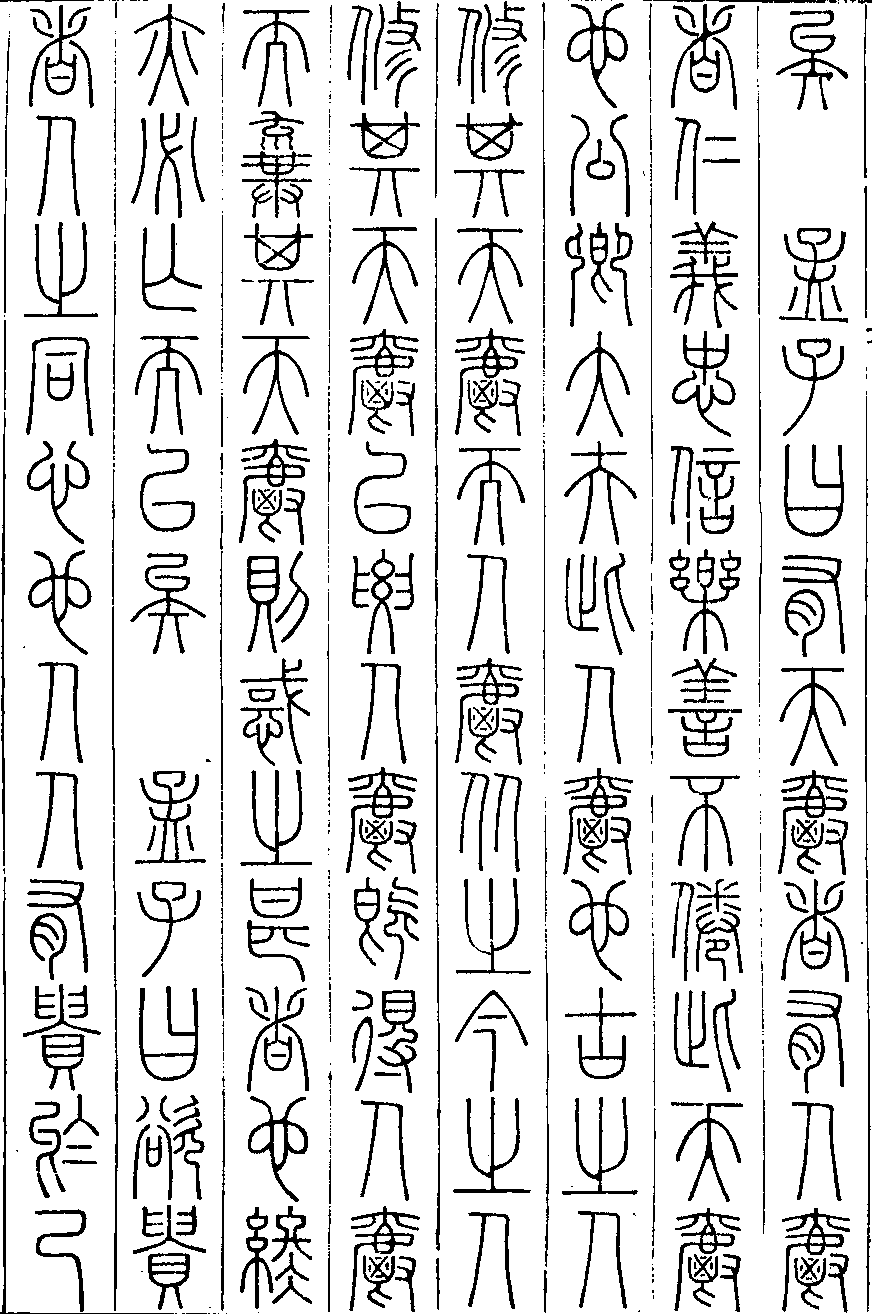 矣 孟子曰有天爵者有人爵
者仁義忠信樂善不倦此天爵
也公卿大夫此人爵也古之人
修其天爵而人爵从之今之人
修其天爵以要人爵既得人爵
而棄其天爵則惑之甚者也終
亦必亡而已矣 孟子曰欲貴
者人之同心也人人有貴於己